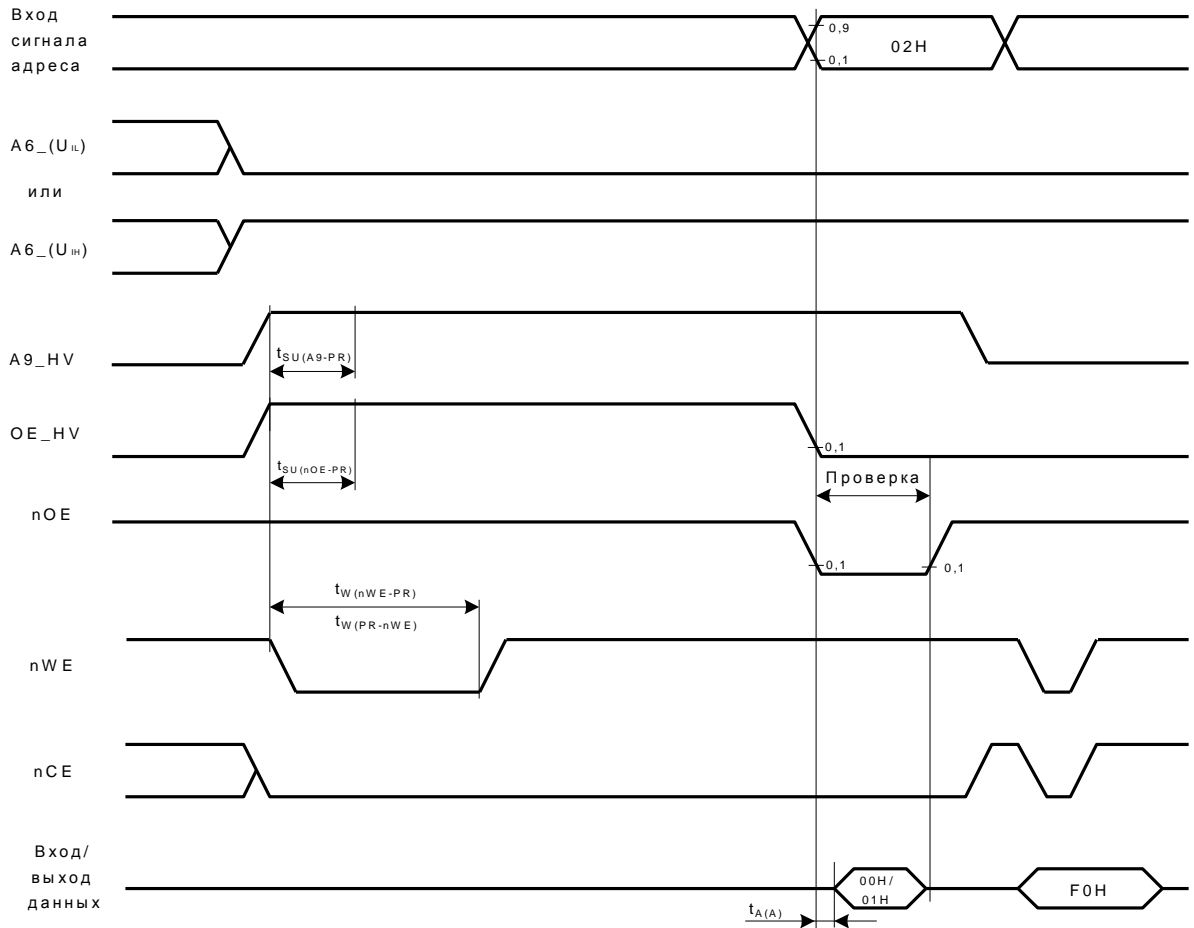 Вход
сигнала
адреса
0,9
0,1
02H
A6_(UIL)
или
A6_(UIH)
A9_HV
tSU(A9-PR)
OE_HV
0,1
tSU(nOE-PR)
Проверка
nOE
0,1
0,1
tW(nWE-PR)
tW(PR-nWE)
nWE
nCE
Вход/
выход
данных
00H/
01H
F0H
tA(A)